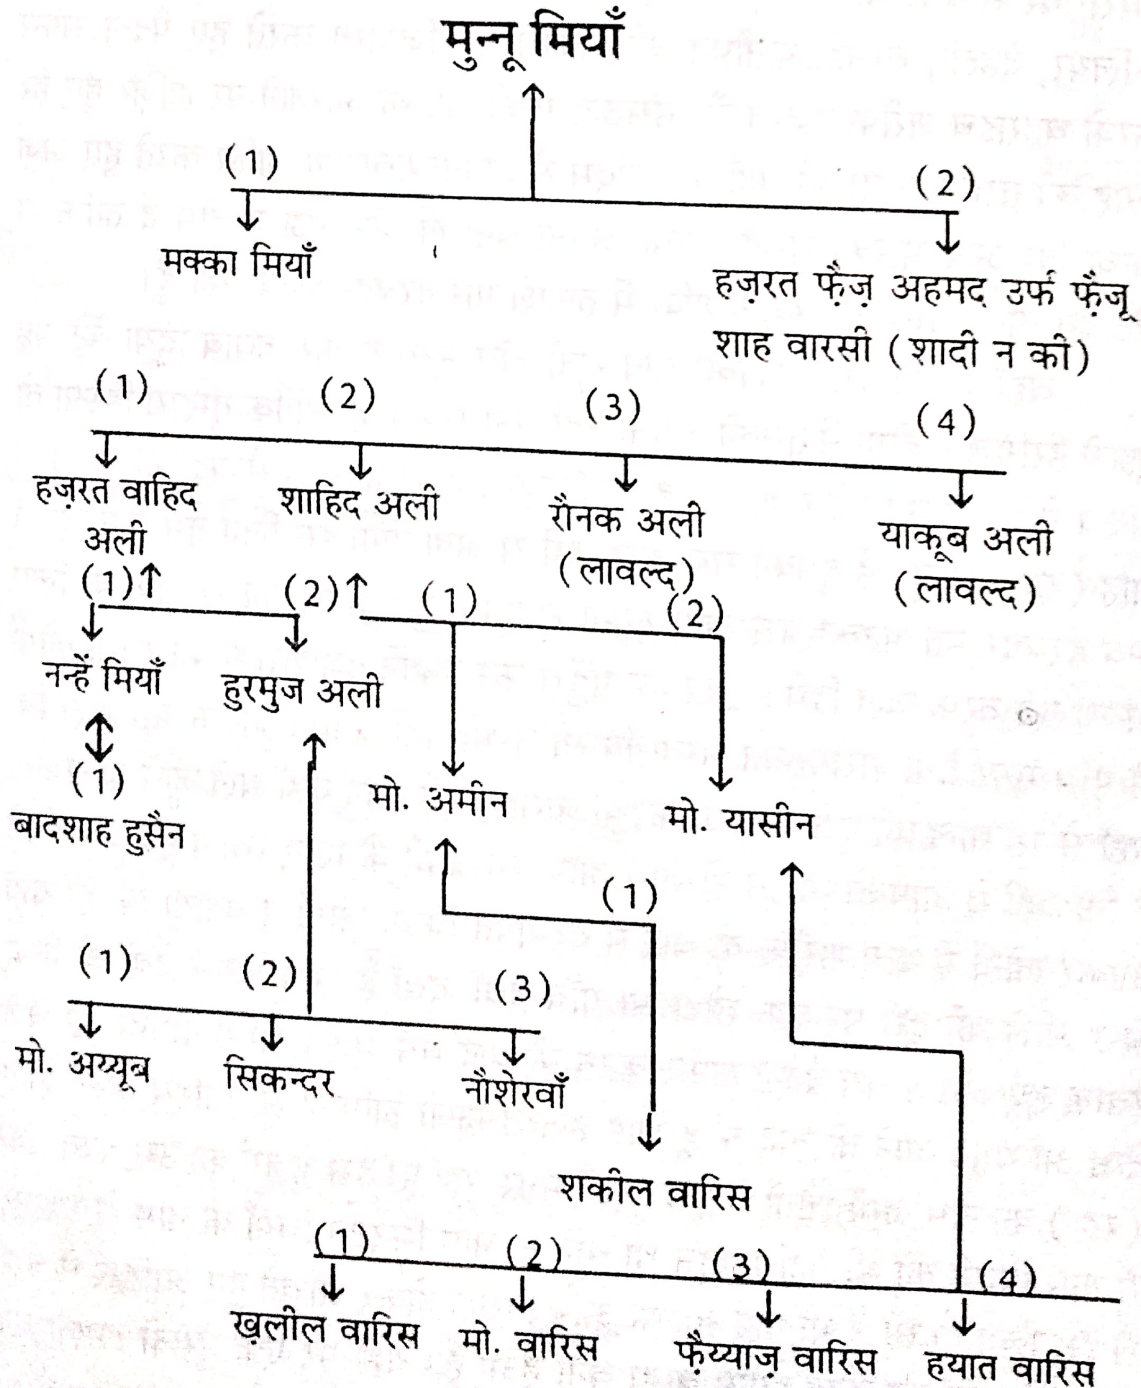 मुन्नू मियाँ
(1) (2)
मक्का मियाँ
हज़रत फ़ैज़ अहमद उर्फ फ़ैजू
शाह वारसी (शादी न की)
(1) (2) (3) (4)
हज़रत वाहिद
अली
शाहिद अली
रौनक अली
(लावल्द)
याकूब अली
(लावल्द)
(1) (2) (1) (2)
नन्हें मियाँ
हुरमुज अली
(1)
बादशाह हुसैन
मो. अमीन
मो. यासीन
(1)
(1) (2) (3)
मो. अय्यूब
सिकन्दर
नौशेरवाँ
शकील वारिस
(1) (2) (3) (4)
ख़लील वारिस मो. वारिस फ़ैय्याज़ वारिस हयात वारिस